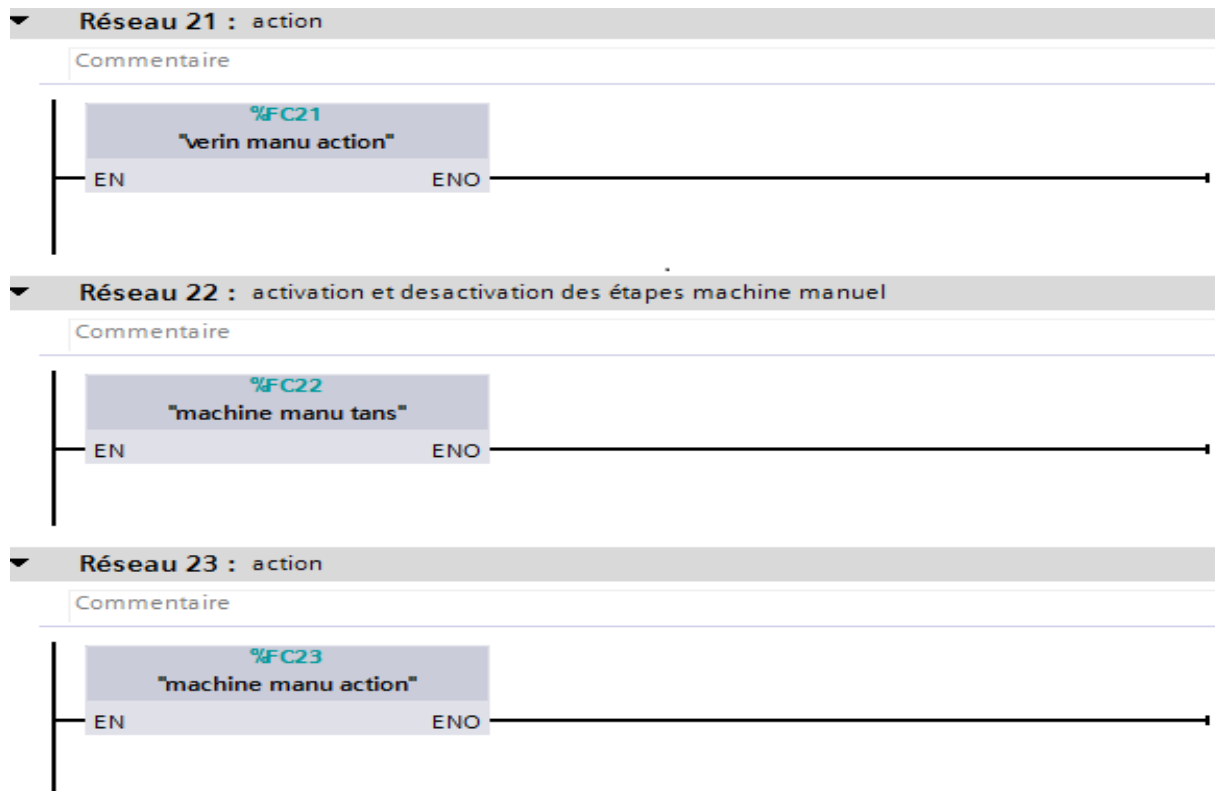 Réseau 21 : action
Commentaire
%FC21
"verin manu action"
EN ENO
Réseau 22 : activation et desactivation des étapes machine manuel
Commentaire
%FC22
"machine manu tans"
EN ENO
Réseau 23 : action
Commentaire
%FC23
"machine manu action"
EN ENO